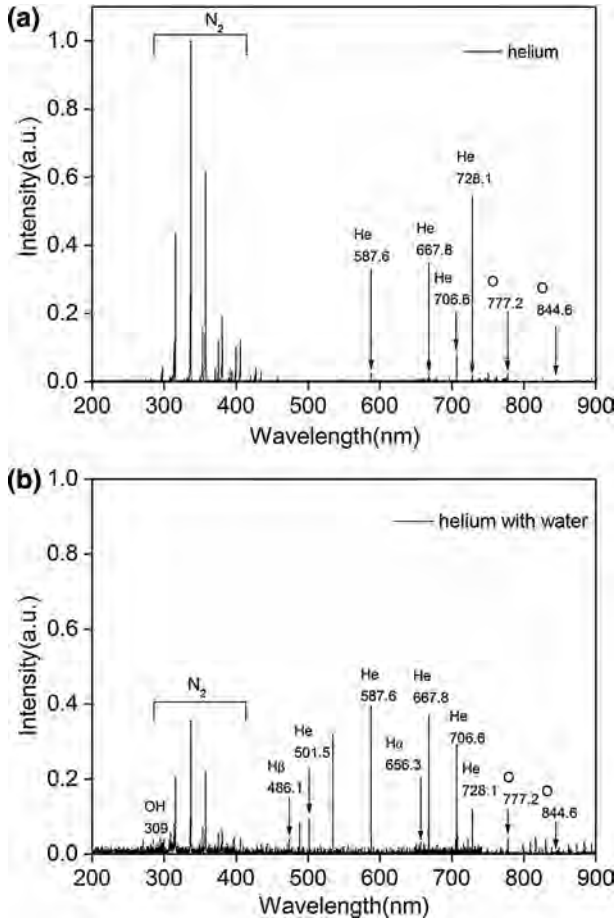 (a)
N2
1.0
helium
0.8
Intensity(a.u.)
He
728.1
0.6
He
587.6
He
667.8
0.4
He
706.6
O
777.2
O
844.6
0.2
0.0
200 300 400 500 600 700 800 900
Wavelength(nm)
(b)
1.0
helium with water
0.8
Intensity(a.u.)
0.6
N2
He
587.6
He
667.8
0.4
He
706.6
He
501.5
Hα
656.3
Hβ
486.1
He
728.1
O
777.2
O
844.6
0.2
OH
309
0.0
200 300 400 500 600 700 800 900
Wavelength(nm)